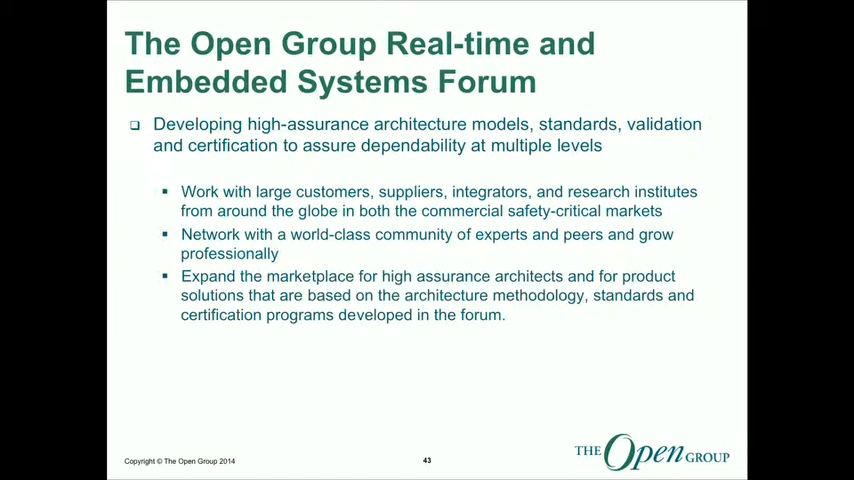 The Open Group Real-time and
Embedded Systems Forum
Developing high-assurance architecture models, standards, validation
and certification to assure dependability at multiple levels
Work with large customers, suppliers, integrators, and research institutes
from around the globe in both the commercial safety-critical markets
Network with a world-class community of experts and peers and grow
professionally
Expand the marketplace for high assurance architects and for product
solutions that are based on the architecture methodology, standards and
certification programs developed in the forum.
Copyright © The Open Group 2014
43
THE Open GROUP